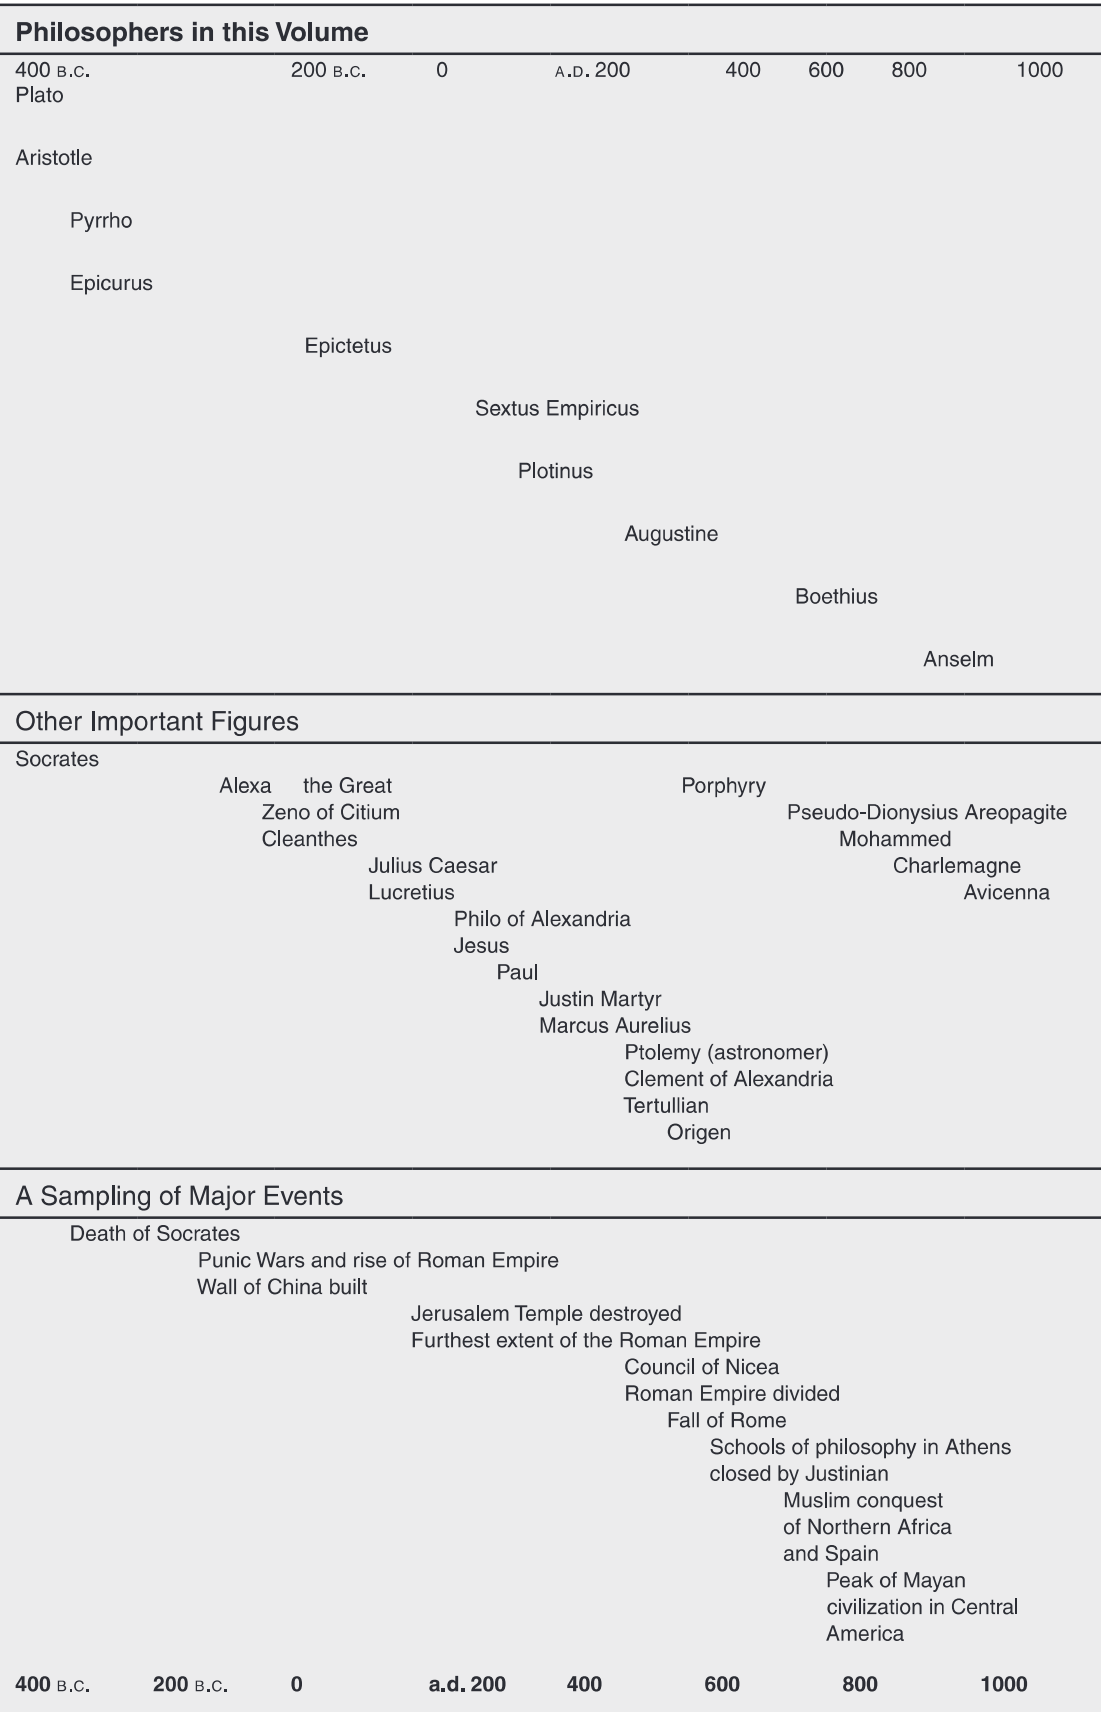 Philosophers in this Volume
400 B.C. 200 B.C. 0 A.D. 200 400 600 800 1000
Plato
Aristotle
Pyrrho
Epicurus
Epictetus
Sextus Empiricus
Plotinus
Augustine
Boethius
Anselm
Other Important Figures
Socrates
Alexa the Great Porphyry
Zeno of Citium Pseudo-Dionysius Areopagite
Cleanthes Mohammed
Julius Caesar Charlemagne
Lucretius Avicenna
Philo of Alexandria
Jesus
Paul
Justin Martyr
Marcus Aurelius
Ptolemy (astronomer)
Clement of Alexandria
Tertullian
Origen
A Sampling of Major Events
Death of Socrates
Punic Wars and rise of Roman Empire
Wall of China built
Jerusalem Temple destroyed
Furthest extent of the Roman Empire
Council of Nicea
Roman Empire divided
Fall of Rome
Schools of philosophy in Athens
closed by Justinian
Muslim conquest
of Northern Africa
and Spain
Peak of Mayan
civilization in Central
America
400 B.C. 200 B.C. 0 a.d. 200 400 600 800 1000